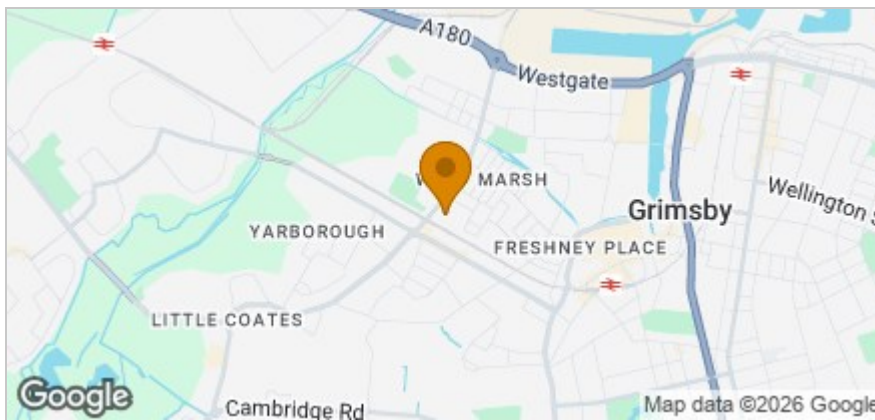 A180
Westgate
MARSH
Wellington S
Grimsby
YARBOROUGH
FRESHNEY PLACE
LITTLE COATES
Cambridge Rd
Google
Map data ©2026 Google